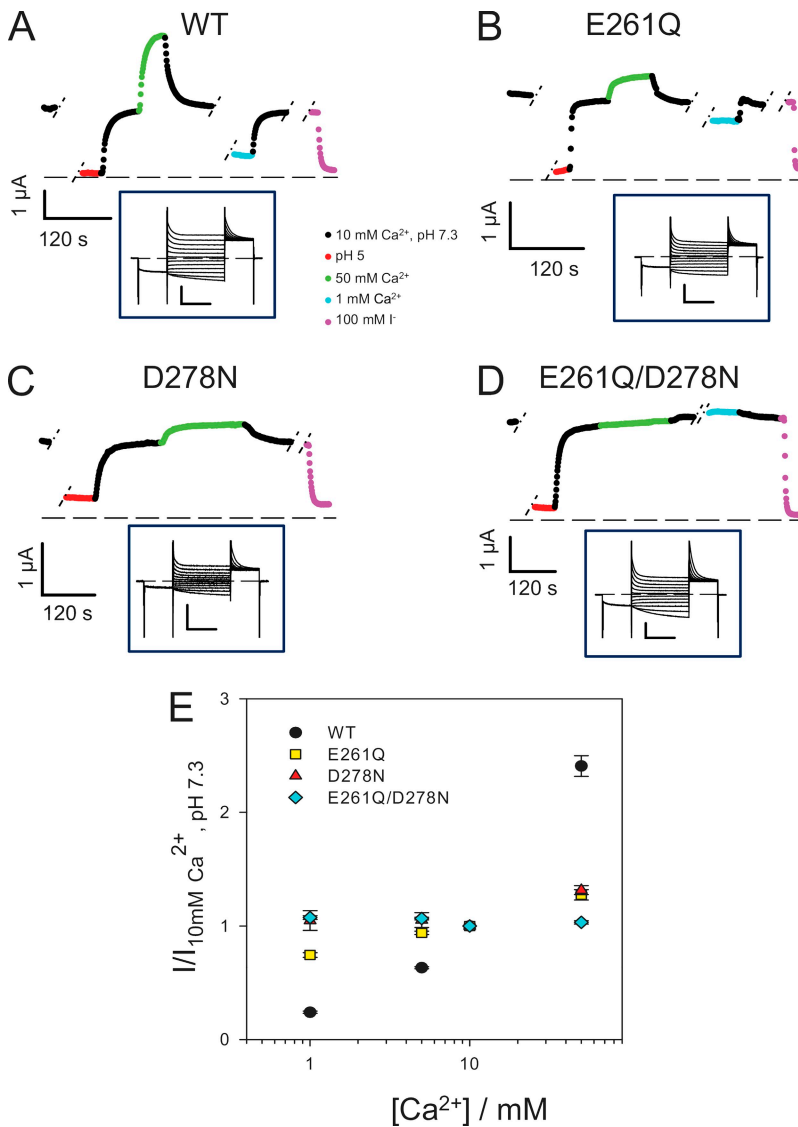 A WT
B E261Q
1 µA
120 s
10 mM Ca²⁺, pH 7.3
pH 5
50 mM Ca²⁺
1 mM Ca²⁺
100 mM I⁻
1 µA
120 s
C D278N
D E261Q/D278N
1 µA
120 s
1 µA
120 s
E
3
2
1
0
WT
E261Q
D278N
E261Q/D278N
I/I10mM Ca²⁺, pH 7.3
1
10
[Ca²⁺] / mM